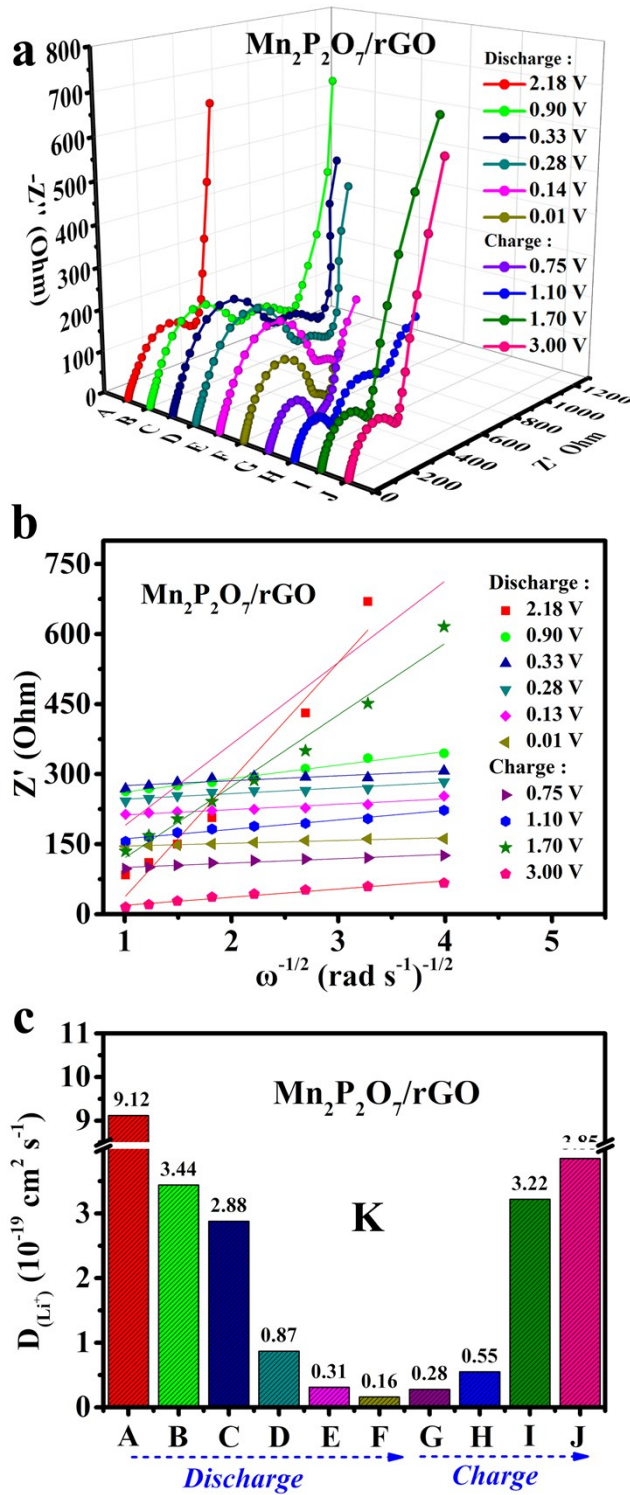 a
Mn2P2O7/rGO
800
700
600
500
400
300
200
100
0
-Z'' (Ohm)
Discharge :
2.18 V
0.90 V
0.33 V
0.28 V
0.14 V
0.01 V
Charge :
0.75 V
1.10 V
1.70 V
3.00 V
A
B
C
D
E
F
G
H
I
J
0
200
400
600
800
1000
1200
Z' Ohm
b
Mn2P2O7/rGO
750
600
450
300
150
0
Z' (Ohm)
Discharge :
2.18 V
0.90 V
0.33 V
0.28 V
0.13 V
0.01 V
Charge :
0.75 V
1.10 V
1.70 V
3.00 V
1 2 3 4 5
ω-1/2 (rad s-1)-1/2
c
Mn2P2O7/rGO
11
10
9
3
2
1
0
D(Li+) (10-19 cm2 s-1)
9.12
3.44
2.88
0.87
0.31
0.16
0.28
0.55
3.22
3.85
K
A B C D E F G H I J
Discharge Charge